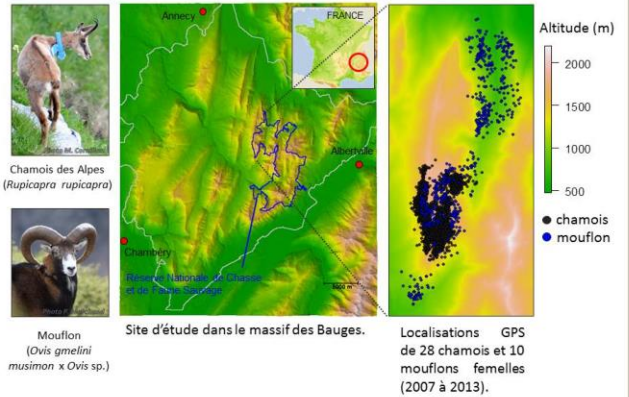 Annecy
FRANCE
Altitude (m)
2000
1500
1000
500
Albertville
Chamois des Alpes
(Rupicapra rupicapra)
chamois
mouflon
Chambéry
Réserve Nationale de Chasse
et de Faune Sauvage
5000 m
Mouflon
(Ovis gmelini
musimon x Ovis sp.)
Site d'étude dans le massif des Bauges.
Localisations GPS
de 28 chamois et 10
mouflons femelles
(2007 à 2013).